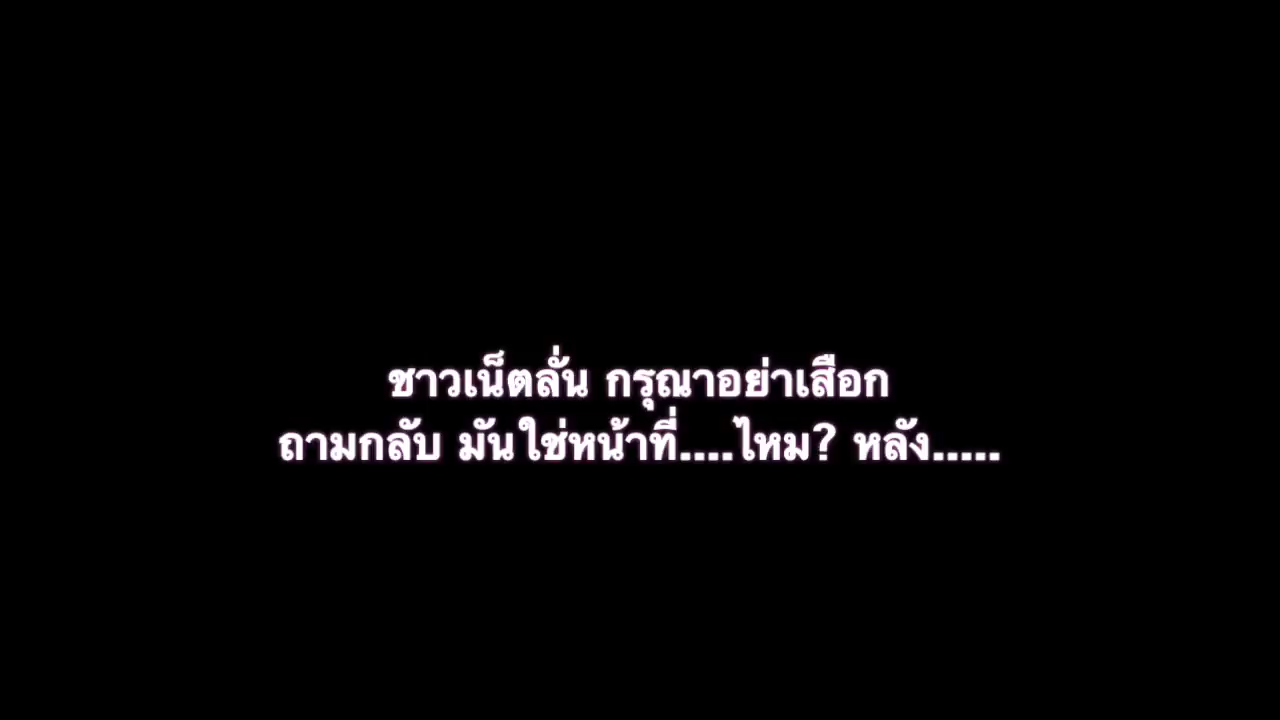 ชาวเน็ตลั่น กรุณาอย่าเสือก
ถามกลับ มันใช่หน้าที่....ไหม? หลัง.....